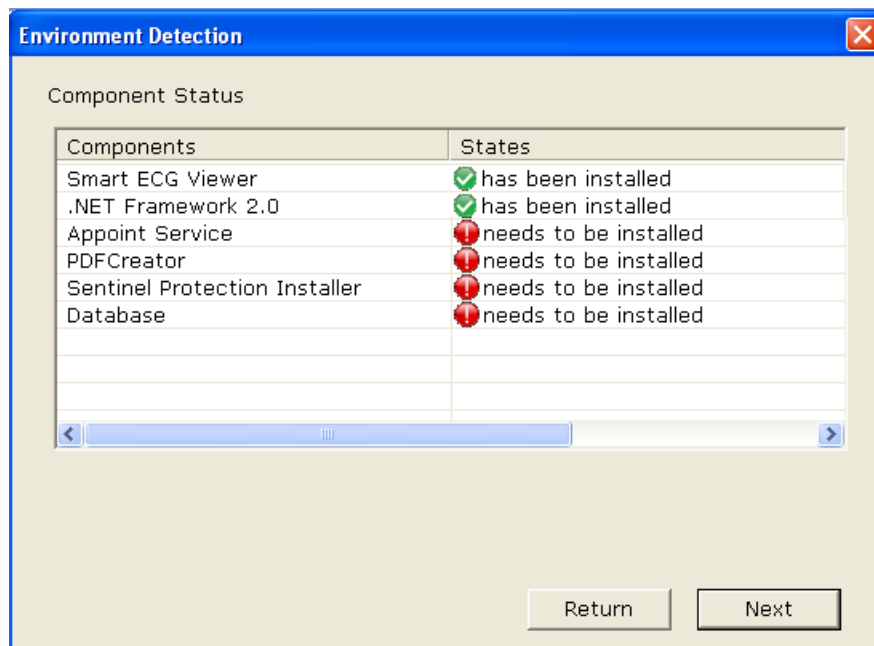 Environment Detection
Component Status
Components States
Smart ECG Viewer has been installed
.NET Framework 2.0 has been installed
Appoint Service needs to be installed
PDFCreator needs to be installed
Sentinel Protection Installer needs to be installed
Database needs to be installed
Return Next